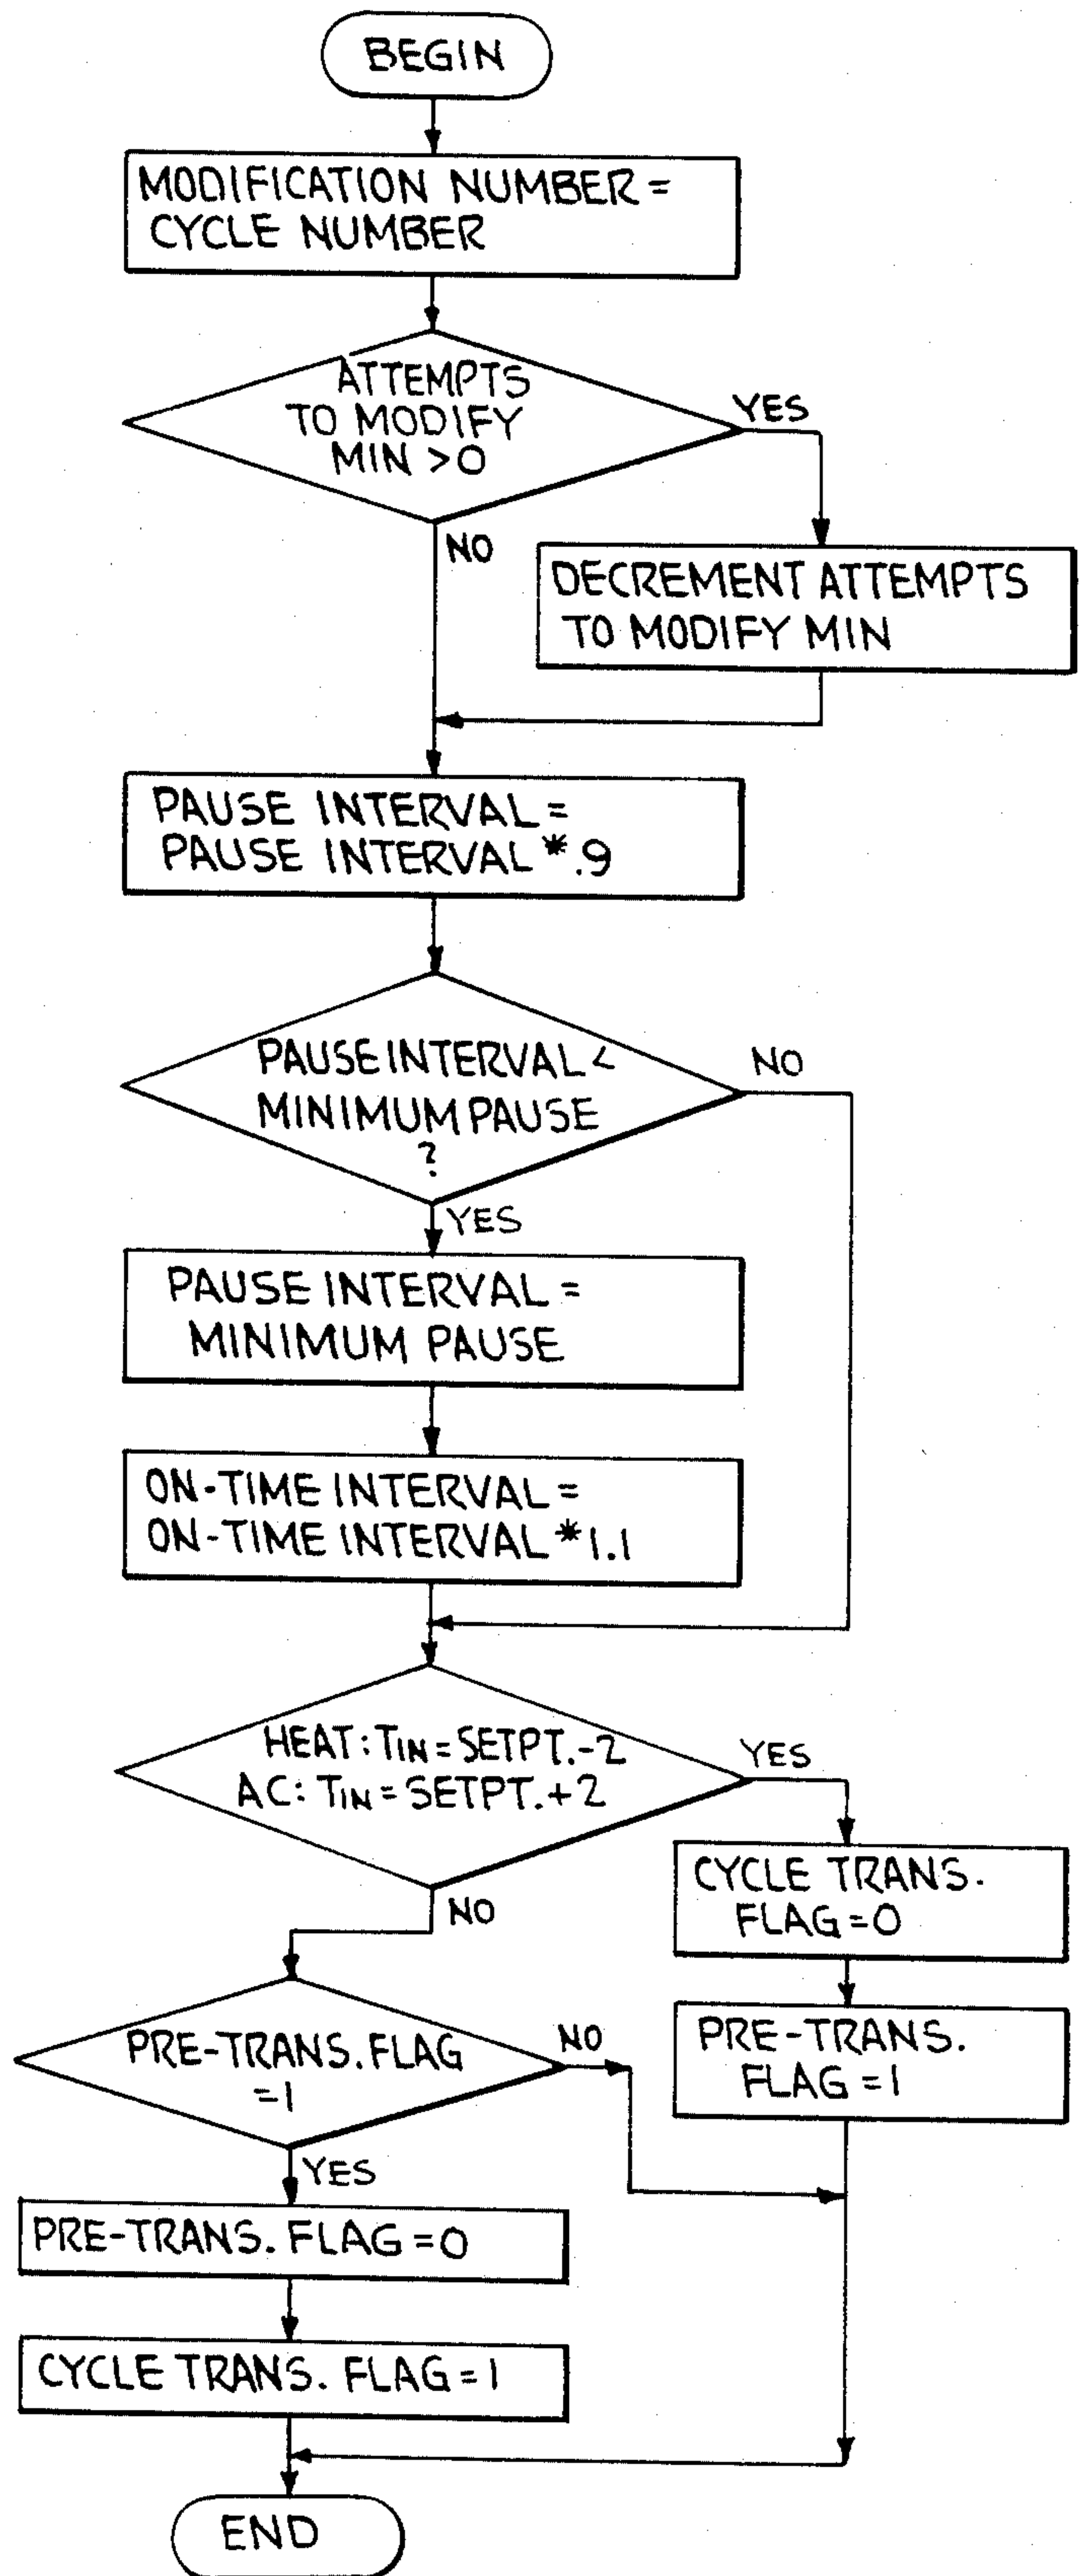 BEGIN
MODIFICATION NUMBER =
CYCLE NUMBER
ATTEMPTS
TO MODIFY
MIN >0
YES
NO
DECREMENT ATTEMPTS
TO MODIFY MIN
PAUSE INTERVAL =
PAUSE INTERVAL *.9
PAUSE INTERVAL <
MINIMUM PAUSE
?
NO
YES
PAUSE INTERVAL =
MINIMUM PAUSE
ON-TIME INTERVAL =
ON-TIME INTERVAL *1.1
HEAT: TIN = SETPT.-2
AC: TIN = SETPT.+2
YES
NO
CYCLE TRANS.
FLAG=0
PRE-TRANS. FLAG
=1
NO
PRE-TRANS.
FLAG=1
YES
PRE-TRANS. FLAG=0
CYCLE TRANS. FLAG=1
END